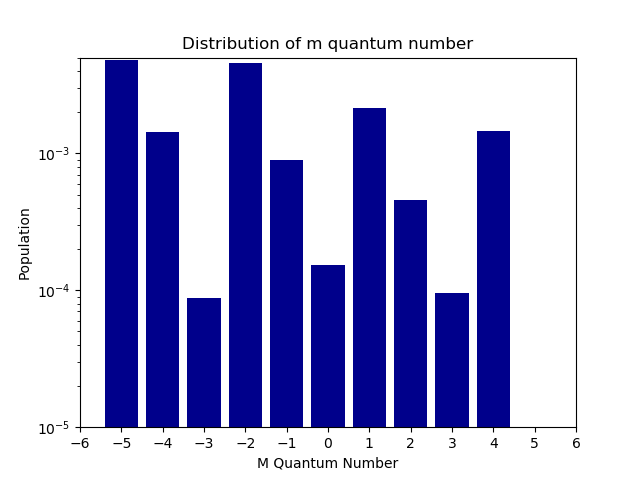 Distribution of m quantum number
Population
10⁻³
10⁻⁴
10⁻⁵
−6 −5 −4 −3 −2 −1 0 1 2 3 4 5 6
M Quantum Number